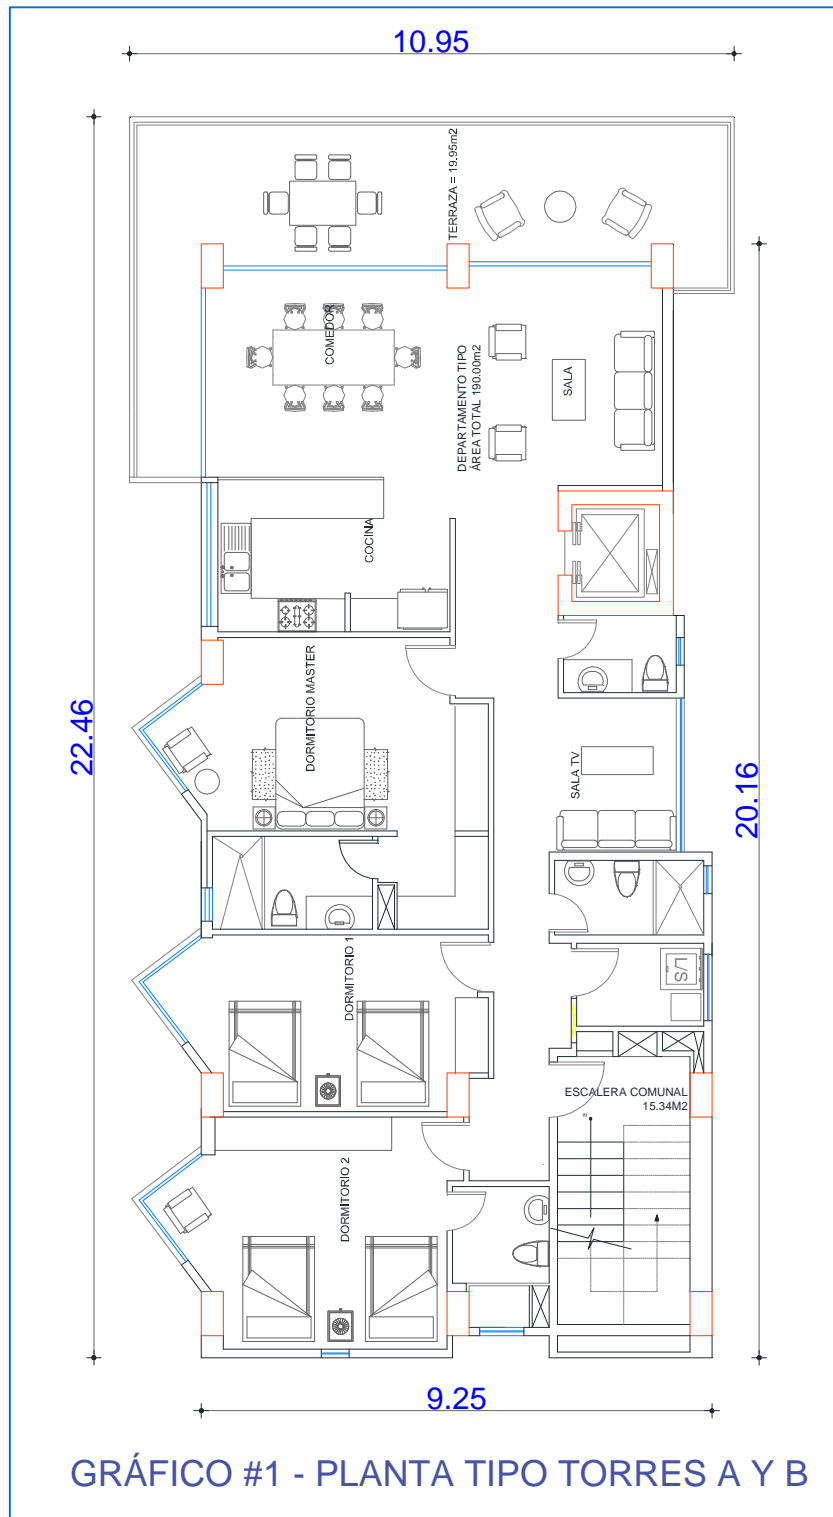 10.95
TERRAZA = 19.95m2
COMEDOR
DEPARTAMENTO TIPO
ÁREA TOTAL 190.00m2
SALA
COCINA
DORMITORIO MASTER
22.46
SALA TV
20.16
DORMITORIO 1
L/S
ESCALERA COMUNAL
15.34M2
DORMITORIO 2
9.25
GRÁFICO #1 - PLANTA TIPO TORRES A Y B